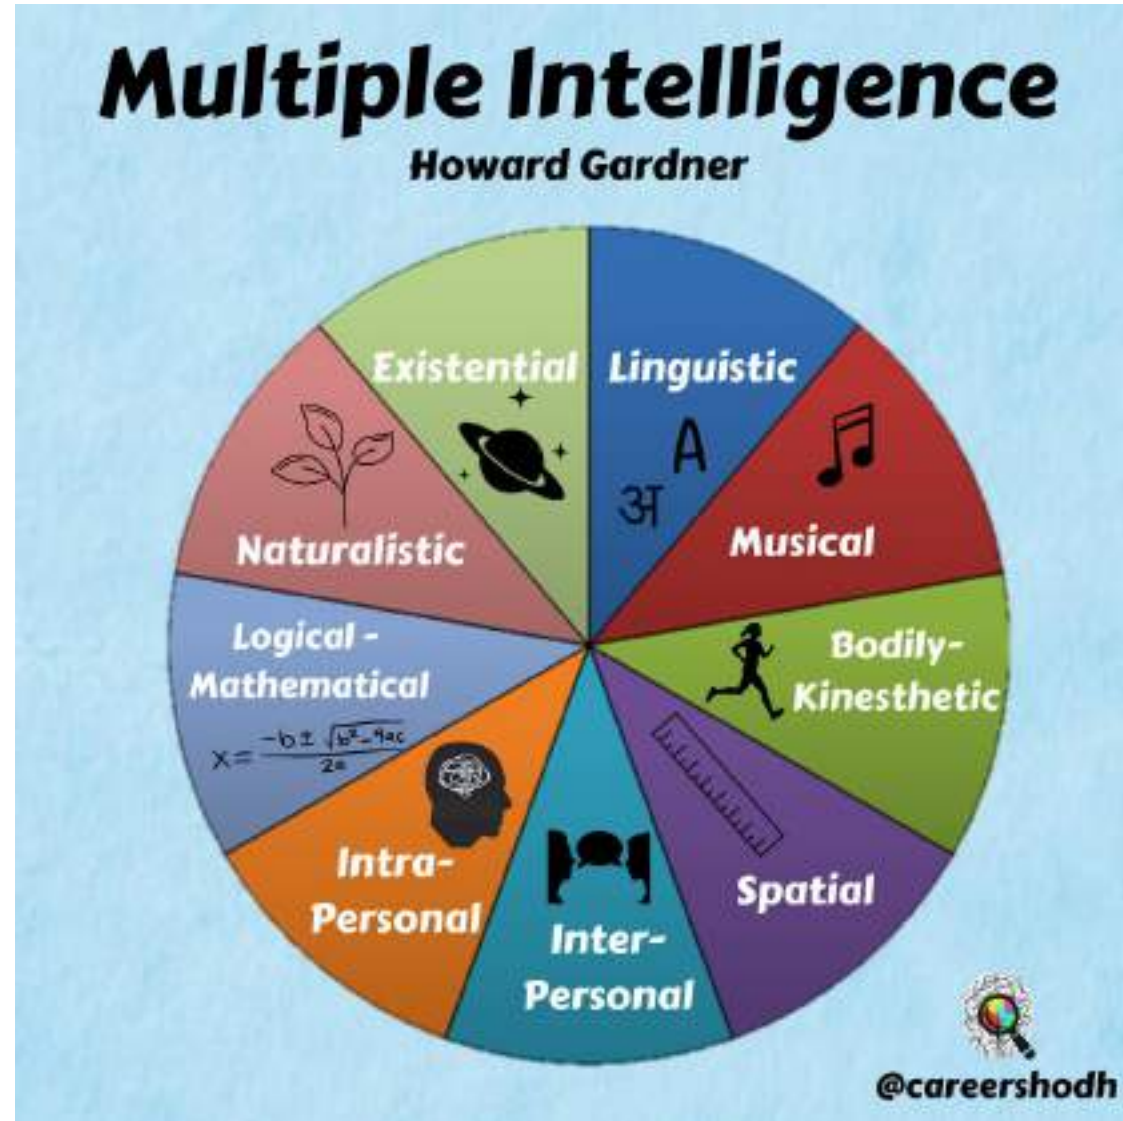 Multiple Intelligence
Howard Gardner
Existential
Linguistic
A
अ
Musical
Naturalistic
Bodily-
Kinesthetic
Logical -
Mathematical
x = -b ± √b²-4ac
2a
Spatial
Intra-
Personal
Inter-
Personal
@careershodh